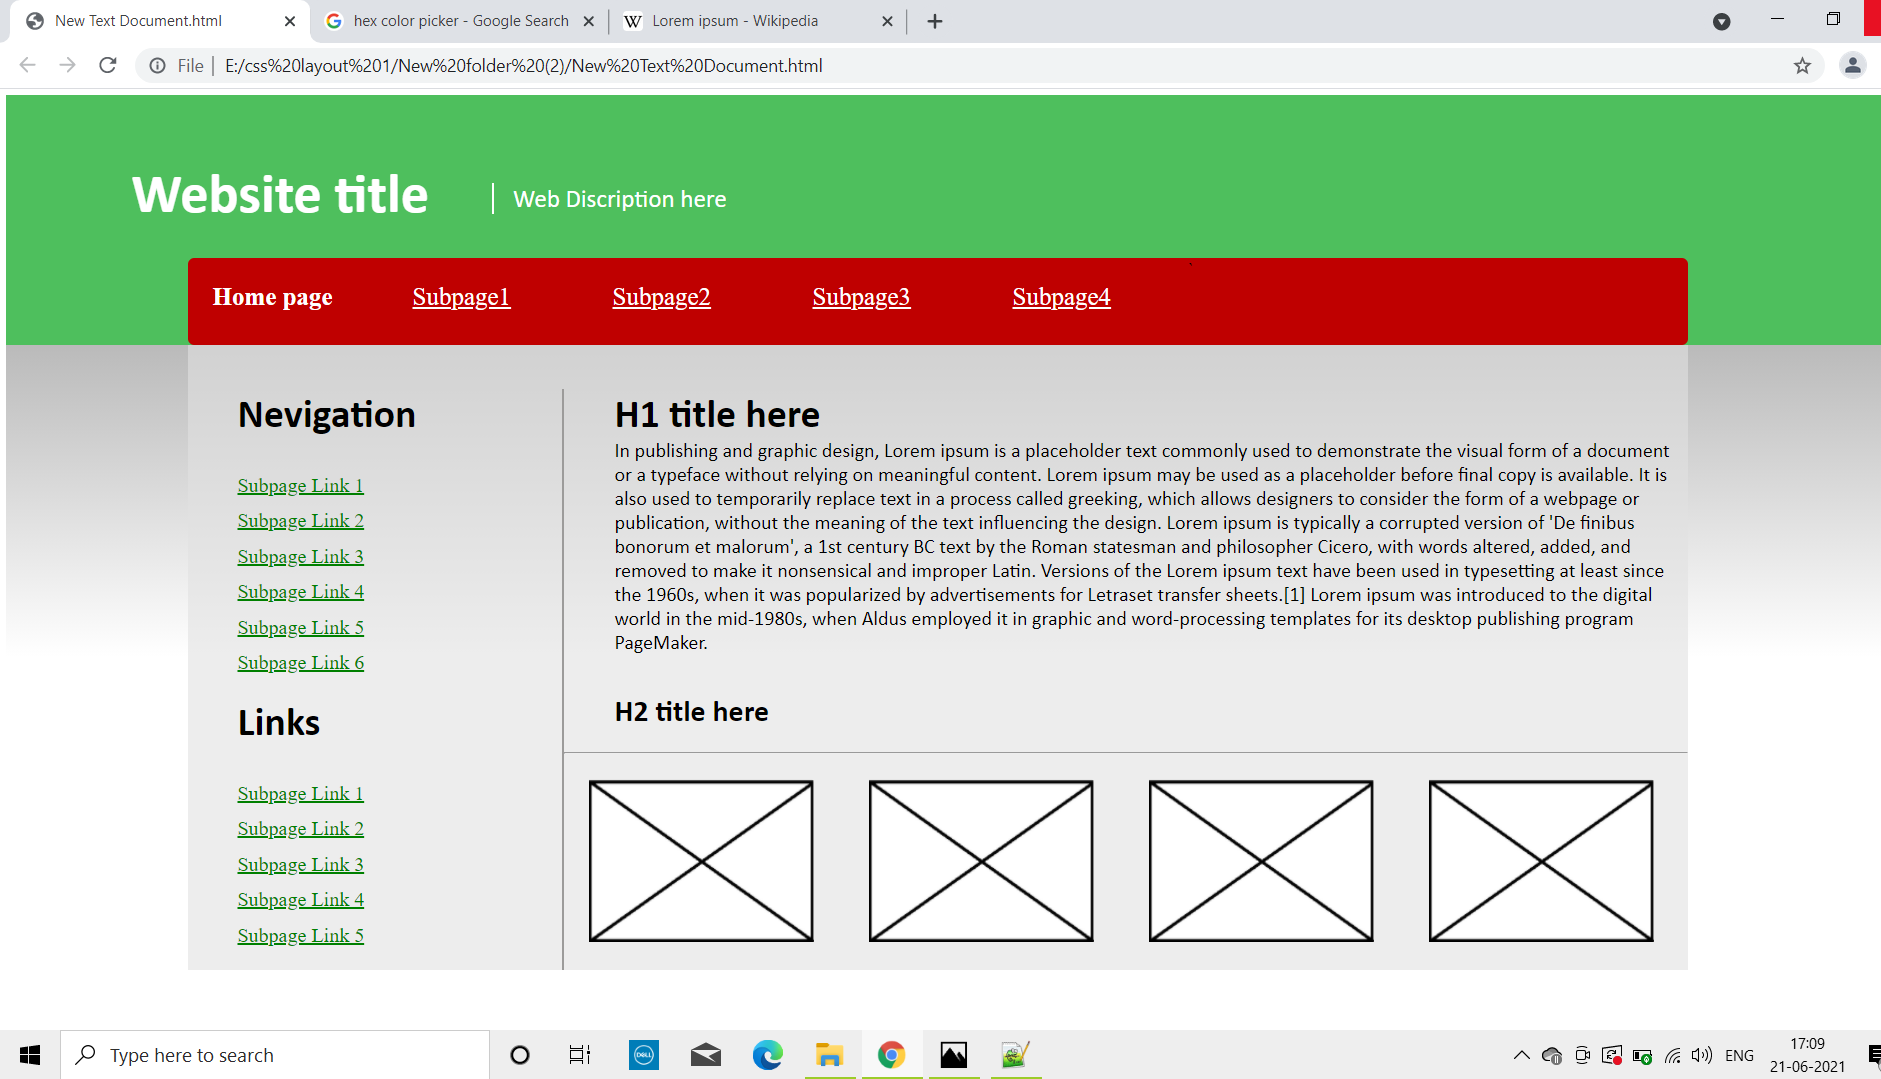 New Text Document.html
hex color picker - Google Search
Lorem ipsum - Wikipedia
File
E:/css%20layout%201/New%20folder%20(2)/New%20Text%20Document.html
Website title
Web Discription here
Home page
Subpage1
Subpage2
Subpage3
Subpage4
Nevigation
Subpage Link 1
Subpage Link 2
Subpage Link 3
Subpage Link 4
Subpage Link 5
Subpage Link 6
Links
Subpage Link 1
Subpage Link 2
Subpage Link 3
Subpage Link 4
Subpage Link 5
H1 title here
In publishing and graphic design, Lorem ipsum is a placeholder text commonly used to demonstrate the visual form of a document
or a typeface without relying on meaningful content. Lorem ipsum may be used as a placeholder before final copy is available. It is
also used to temporarily replace text in a process called greeking, which allows designers to consider the form of a webpage or
publication, without the meaning of the text influencing the design. Lorem ipsum is typically a corrupted version of 'De finibus
bonorum et malorum', a 1st century BC text by the Roman statesman and philosopher Cicero, with words altered, added, and
removed to make it nonsensical and improper Latin. Versions of the Lorem ipsum text have been used in typesetting at least since
the 1960s, when it was popularized by advertisements for Letraset transfer sheets.[1] Lorem ipsum was introduced to the digital
world in the mid-1980s, when Aldus employed it in graphic and word-processing templates for its desktop publishing program
PageMaker.
H2 title here
Type here to search
DELL
ENG
17:09
21-06-2021